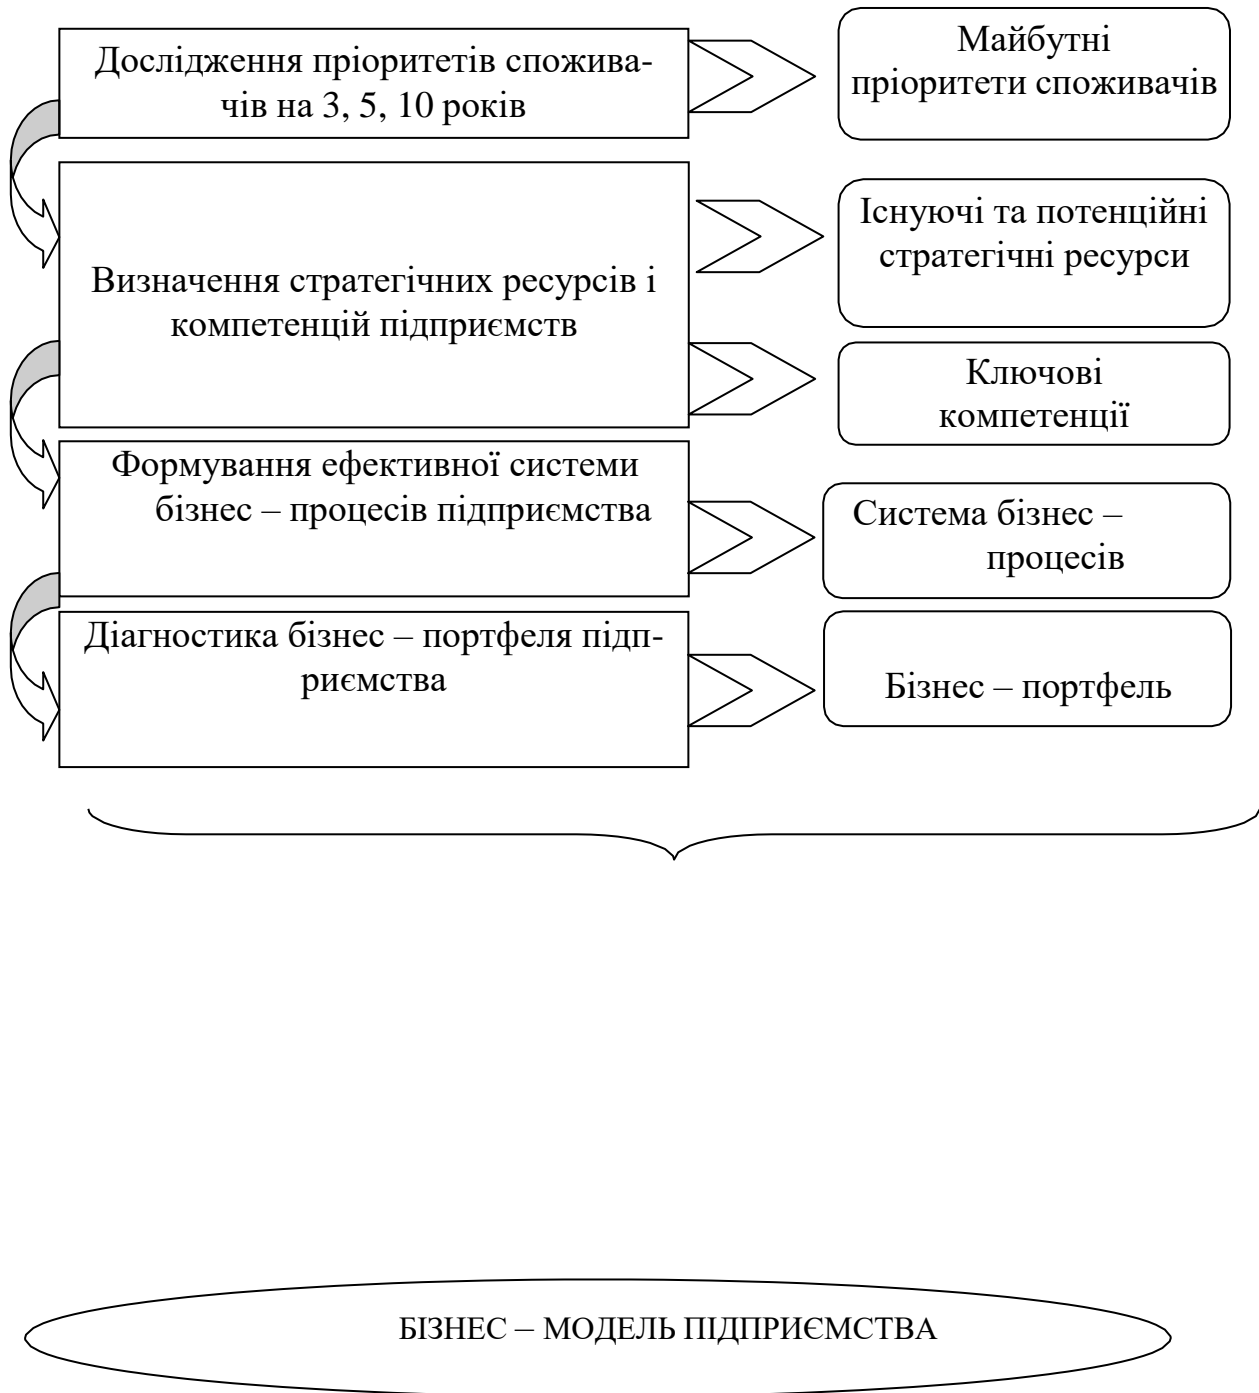 Дослідження пріоритетів спожива-
чів на 3, 5, 10 років
Майбутні
пріоритети споживачів
Визначення стратегічних ресурсів і
компетенцій підприємств
Існуючі та потенційні
стратегічні ресурси
Ключові
компетенції
Формування ефективної системи
бізнес – процесів підприємства
Система бізнес –
процесів
Діагностика бізнес – портфеля підп-
риємства
Бізнес – портфель
БІЗНЕС – МОДЕЛЬ ПІДПРИЄМСТВА